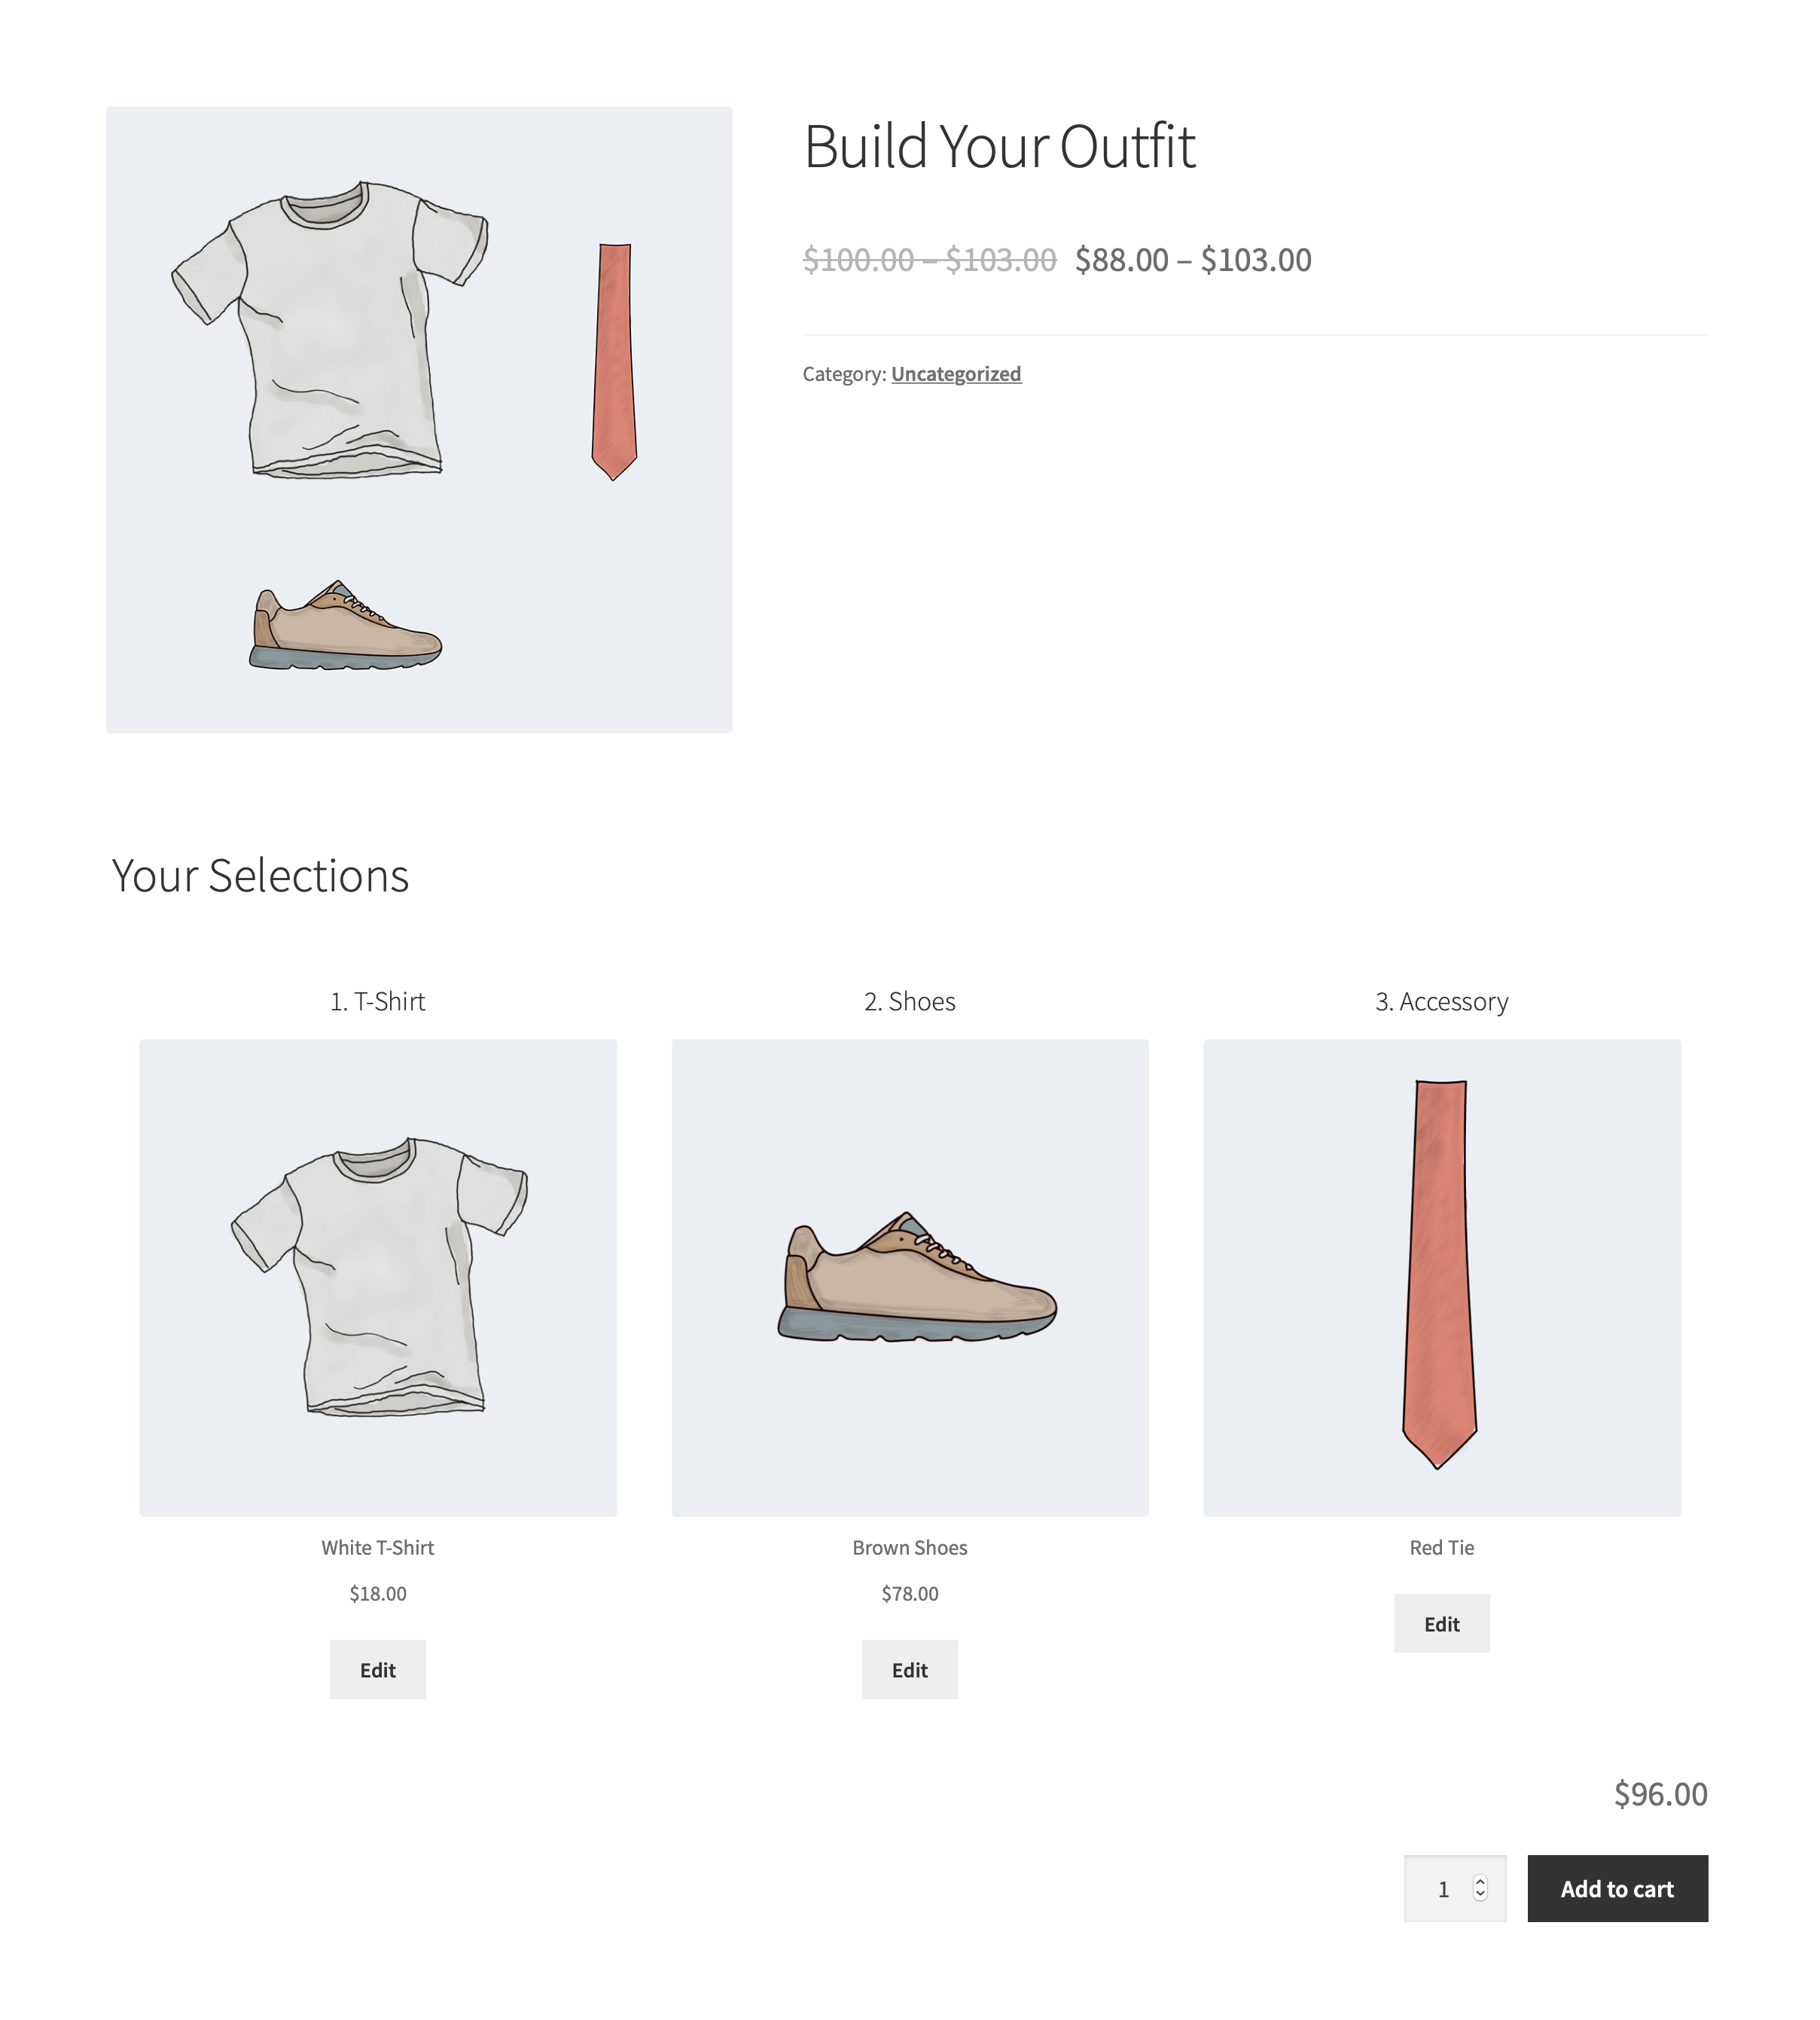 Build Your Outfit
$100.00 – $103.00 $88.00 – $103.00
Category: Uncategorized
Your Selections
1. T-Shirt
2. Shoes
3. Accessory
White T-Shirt
$18.00
Edit
Brown Shoes
$78.00
Edit
Red Tie
Edit
$96.00
1
Add to cart